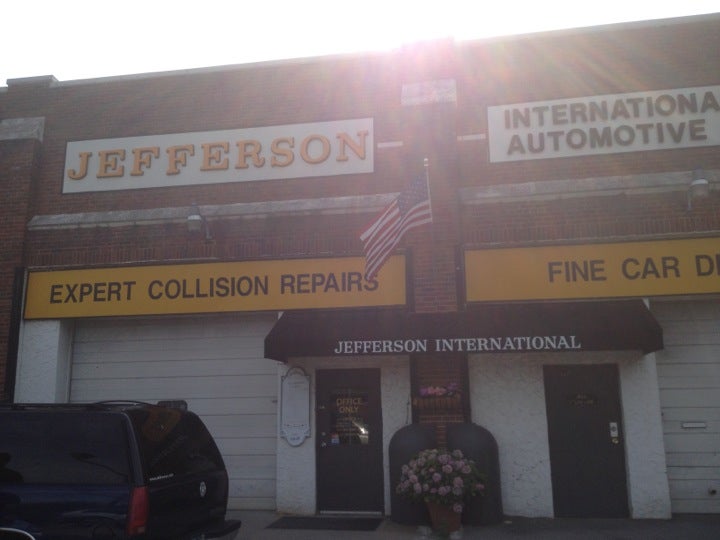 JEFFERSON
INTERNATIONA
AUTOMOTIVE
EXPERT COLLISION REPAIRS
FINE CAR D
JEFFERSON INTERNATIONAL
OFFICE
ONLY